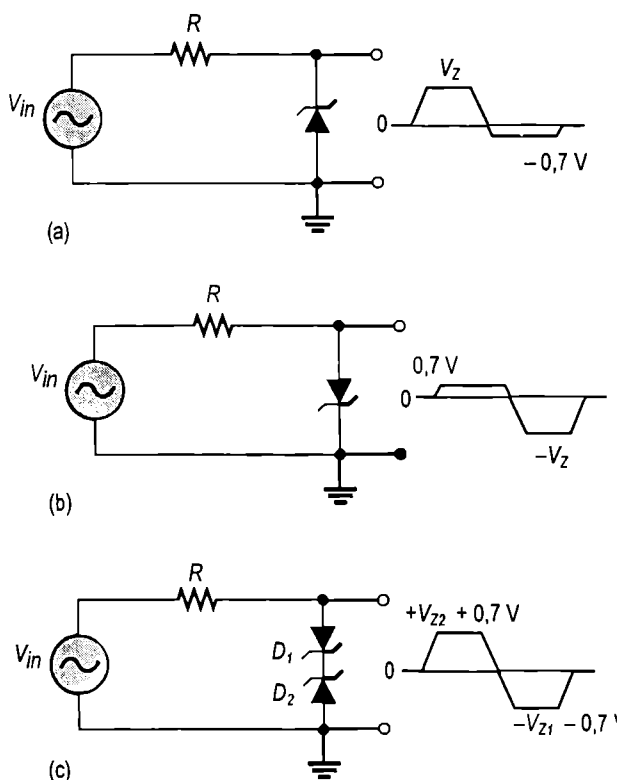 R
V_in
V_Z
0
– 0,7 V
(a)
R
V_in
0,7 V
0
–V_Z
(b)
R
V_in
D_1
D_2
+V_Z2 + 0,7 V
0
–V_Z1 – 0,7 V
(c)